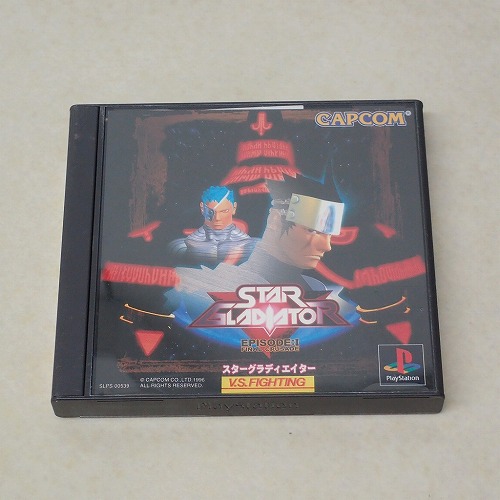 CAPCOM
STAR
GLADIATOR
EPISODE:I
FINAL CRUSADE
スターグラディエイター
V.S. FIGHTING
© CAPCOM CO.,LTD.1996
ALL RIGHTS RESERVED.
SLPS 00539
PlayStation